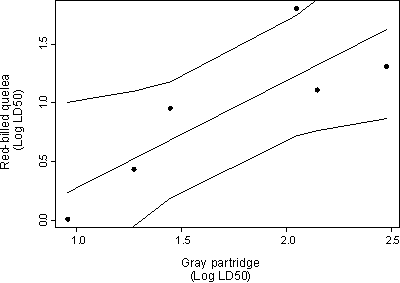 Red-billed quelea
(Log LD50)
1.5
1.0
0.5
0.0
1.0 1.5 2.0 2.5
Gray partridge
(Log LD50)